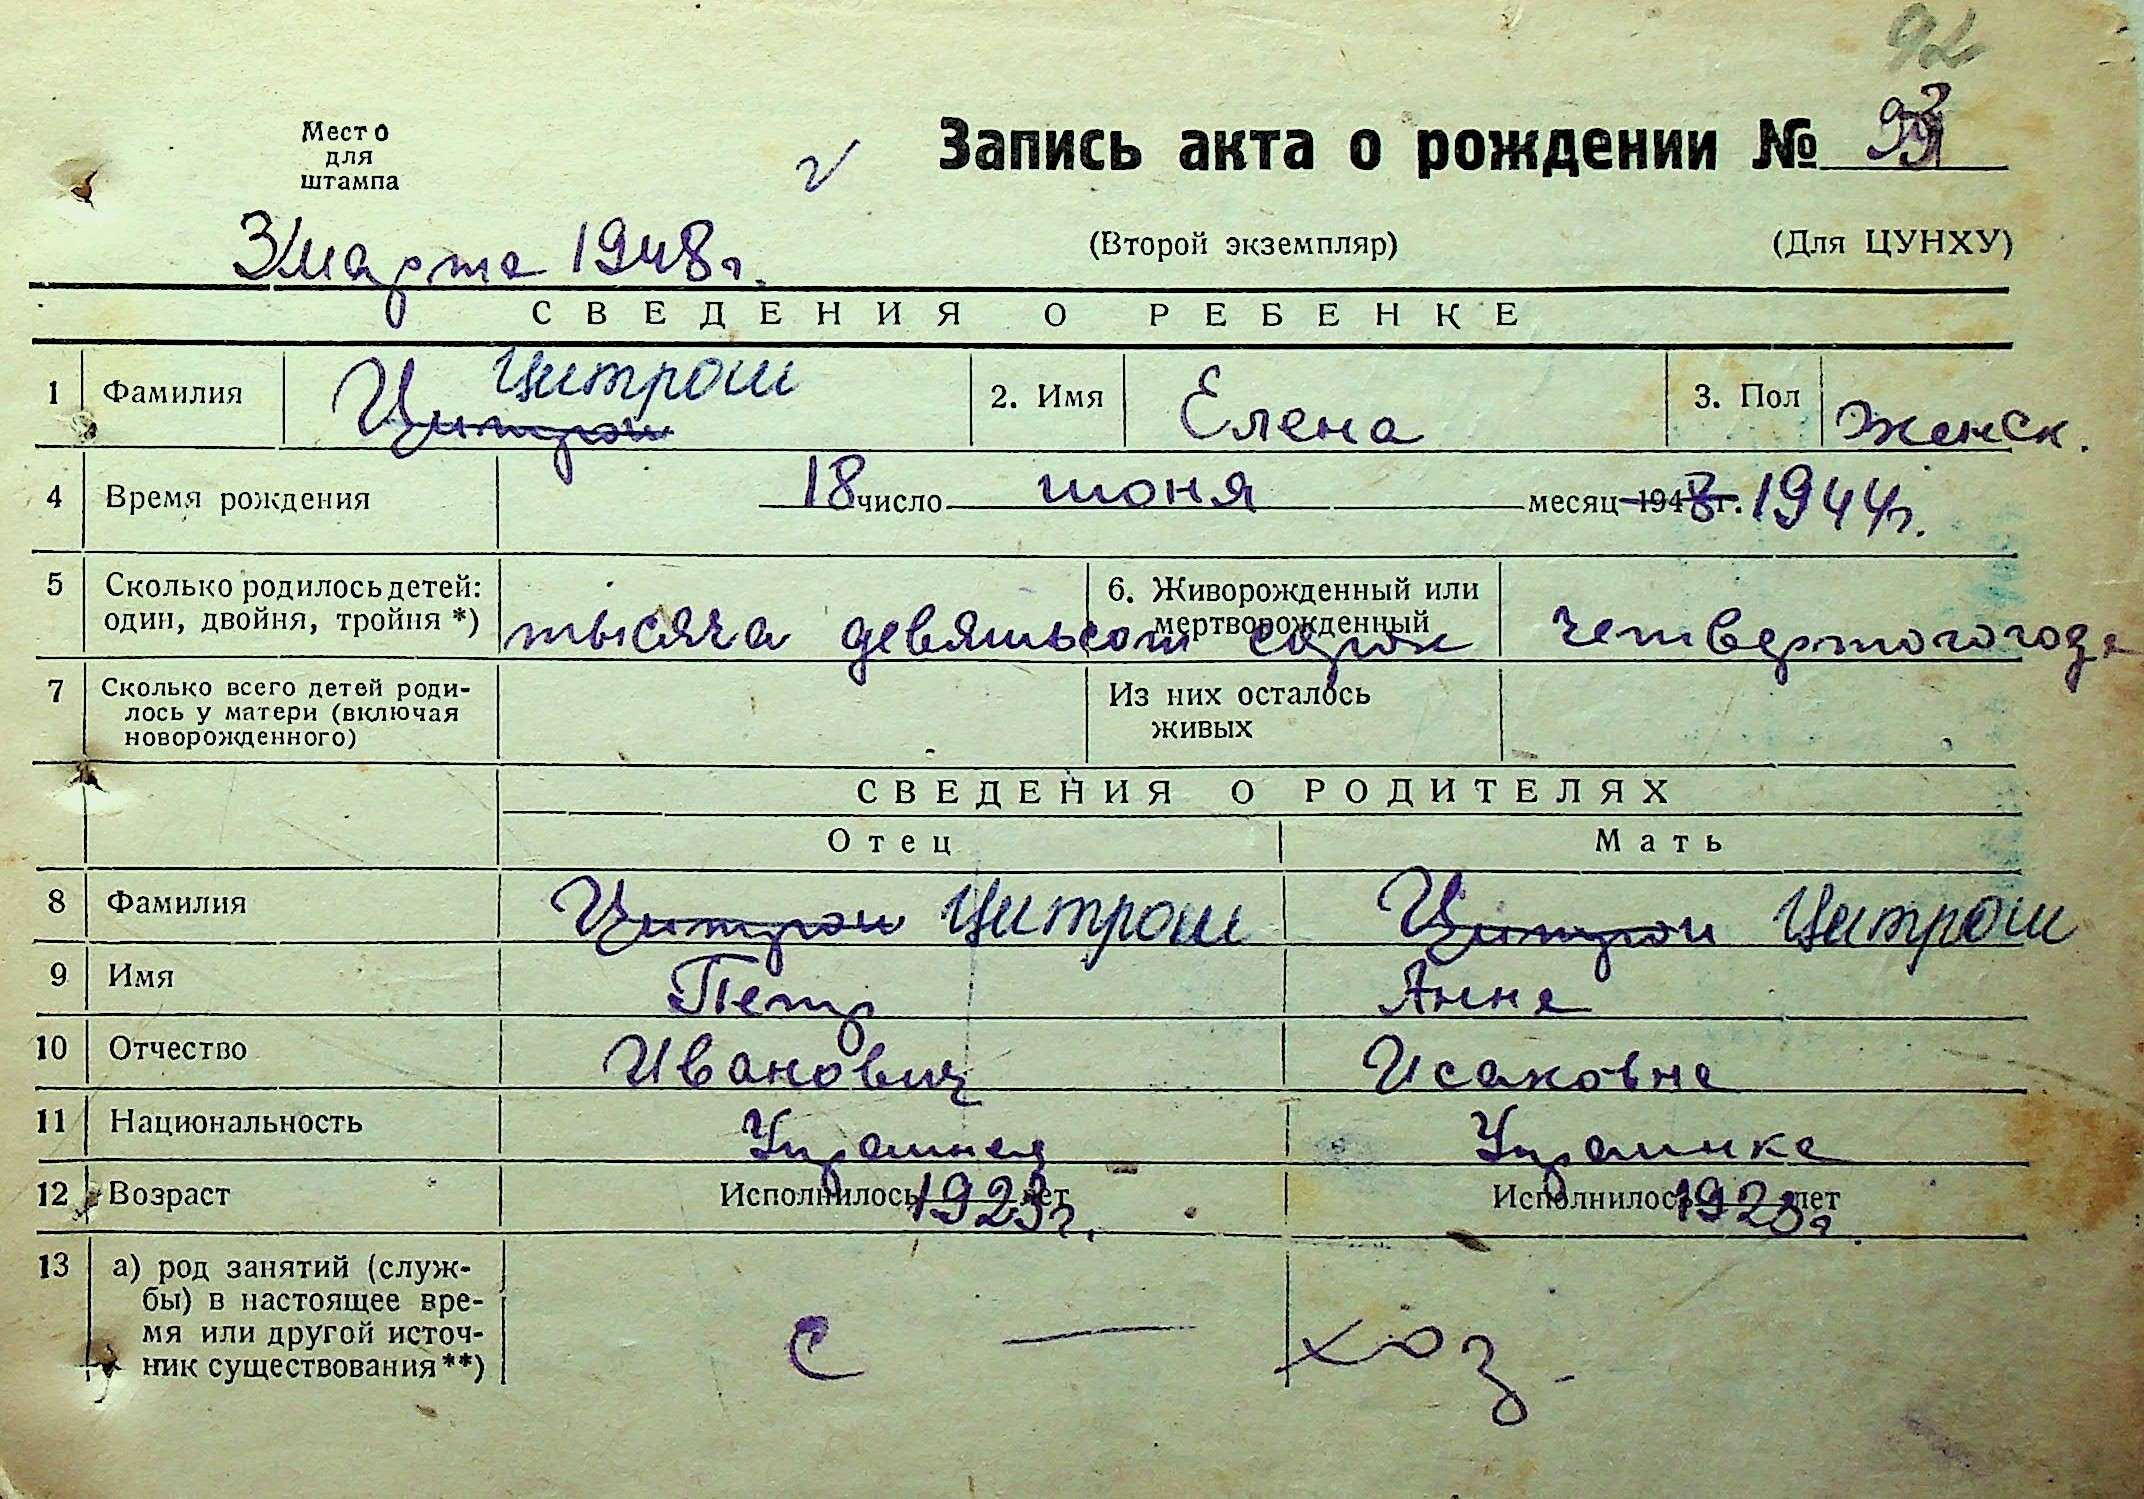 92
Место
для
штампа
Запись акта о рождении №
3/марта 1948 г.
(Второй экземпляр)
(Для ЦУНХУ)
СВЕДЕНИЯ О РЕБЕНКЕ
1 Фамилия Цитрош
Цитрош 2. Имя Елена 3. Пол женск.
4 Время рождения 18 число июня месяц 194 г. 1944 г.
5 Сколько родилось детей: один, двойня, тройня *) 6. Живорожденный или мертворожденный
тысяча девятьсот сорок четвертого года
7 Сколько всего детей родилось у матери (включая новорожденного) Из них осталось живых
СВЕДЕНИЯ О РОДИТЕЛЯХ
Отец Мать
8 Фамилия Цитрош Цитрош
9 Имя Петр Анна
10 Отчество Иванович Исаковна
11 Национальность Украинец Украинка
12 Возраст Исполнилось 1923 г. лет Исполнилось 1923 г. лет
13 а) род занятий (службы) в настоящее время или другой источник существования **) с — хоз.